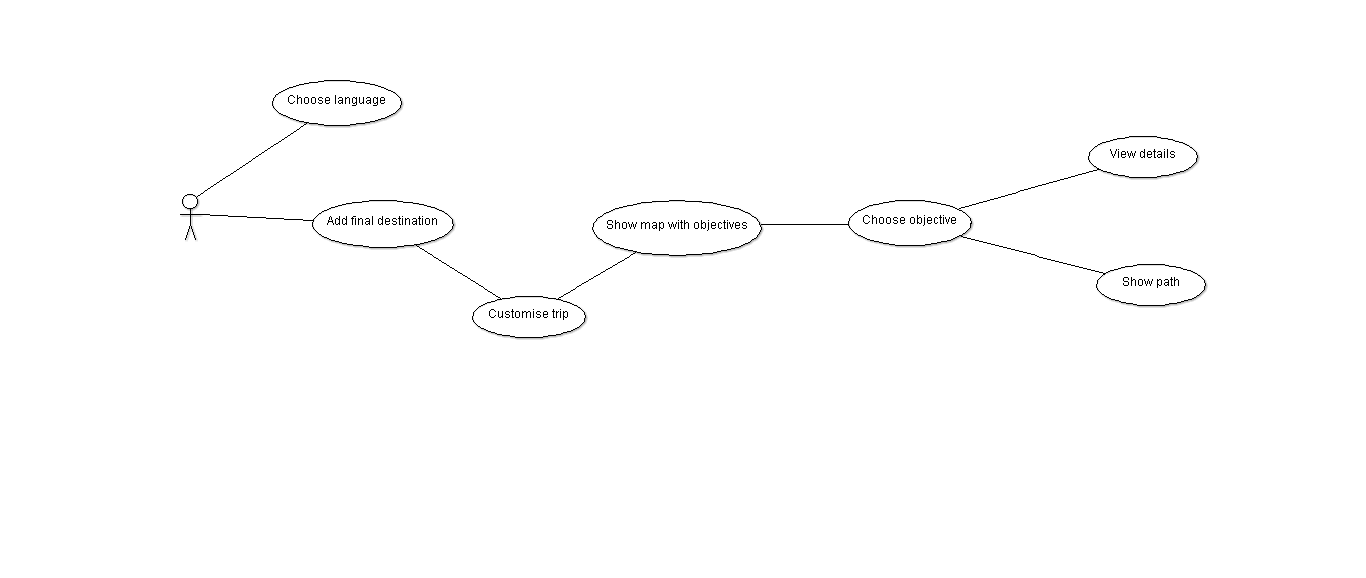 Choose language
View details
Add final destination
Show map with objectives
Choose objective
Show path
Customise trip